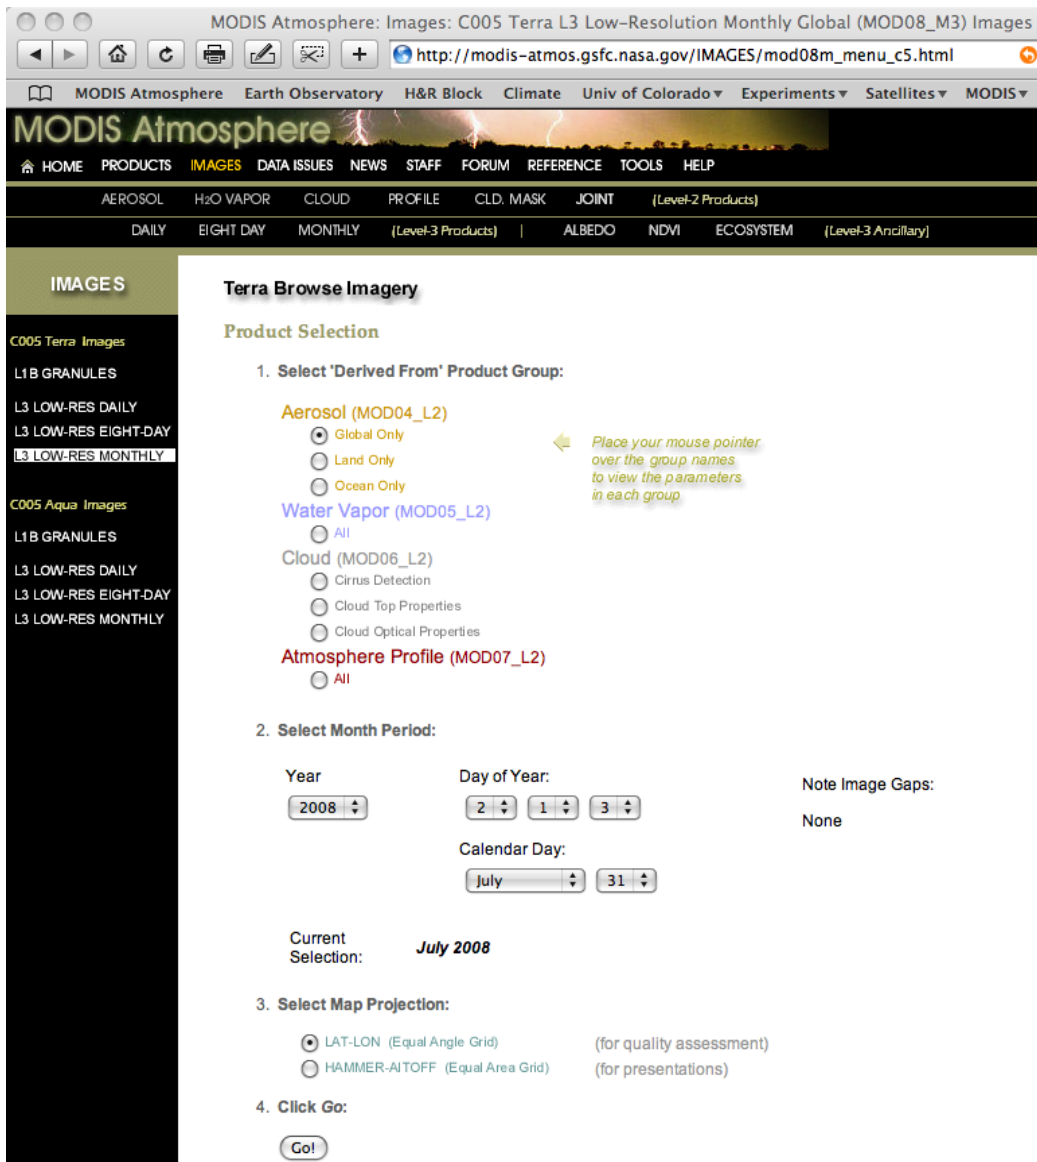 MODIS Atmosphere: Images: C005 Terra L3 Low-Resolution Monthly Global (MOD08_M3) Images
http://modis-atmos.gsfc.nasa.gov/IMAGES/mod08m_menu_c5.html
MODIS Atmosphere Earth Observatory H&R Block Climate Univ of Colorado Experiments Satellites MODIS
MODIS Atmosphere
HOME PRODUCTS IMAGES DATA ISSUES NEWS STAFF FORUM REFERENCE TOOLS HELP
AEROSOL H2O VAPOR CLOUD PROFILE CLD. MASK JOINT (Level-2 Products)
DAILY EIGHT DAY MONTHLY (Level-3 Products) | ALBEDO NDVI ECOSYSTEM (Level-3 Ancillary)
IMAGES
C005 Terra Images
L1B GRANULES
L3 LOW-RES DAILY
L3 LOW-RES EIGHT-DAY
L3 LOW-RES MONTHLY
C005 Aqua Images
L1B GRANULES
L3 LOW-RES DAILY
L3 LOW-RES EIGHT-DAY
L3 LOW-RES MONTHLY
Terra Browse Imagery
Product Selection
1. Select 'Derived From' Product Group:
Aerosol (MOD04_L2)
Global Only
Land Only
Ocean Only
Place your mouse pointer
over the group names
to view the parameters
in each group
Water Vapor (MOD05_L2)
All
Cloud (MOD06_L2)
Cirrus Detection
Cloud Top Properties
Cloud Optical Properties
Atmosphere Profile (MOD07_L2)
All
2. Select Month Period:
Year Day of Year:
Note Image Gaps:
2008 2 1 3
None
Calendar Day:
July 31
Current
Selection:
July 2008
3. Select Map Projection:
LAT-LON (Equal Angle Grid) (for quality assessment)
HAMMER-AITOFF (Equal Area Grid) (for presentations)
4. Click Go:
Go!